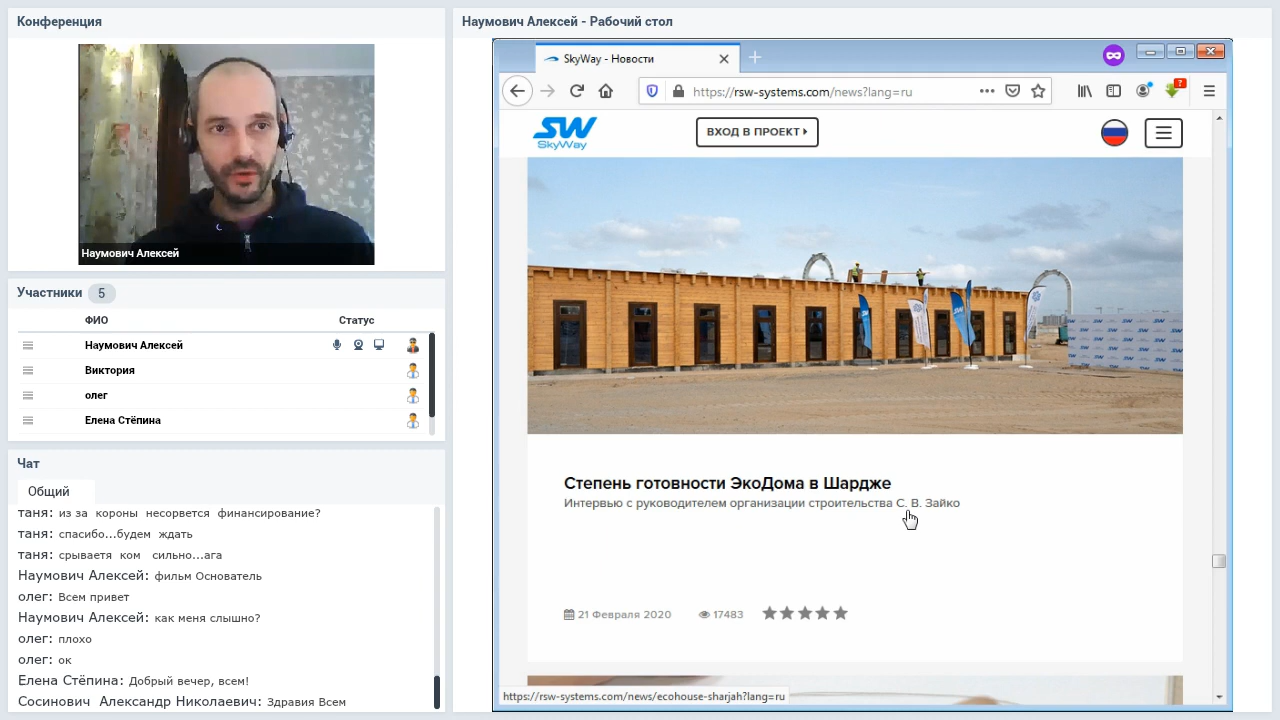 Конференция
Наумович Алексей
Участники 5
ФИО Статус
Наумович Алексей
Виктория
олег
Елена Стёпина
Чат
Общий
таня: из за короны несорвется финансирование?
таня: спасибо...будем ждать
таня: срываетя ком сильно...ага
Наумович Алексей: фильм Основатель
олег: Всем привет
Наумович Алексей: как меня слышно?
олег: плохо
олег: ок
Елена Стёпина: Добрый вечер, всем!
Сосинович Александр Николаевич: Здравия Всем
Наумович Алексей - Рабочий стол
SkyWay - Новости
https://rsw-systems.com/news?lang=ru
SW
SkyWay
ВХОД В ПРОЕКТ
Степень готовности ЭкоДома в Шардже
Интервью с руководителем организации строительства С. В. Зайко
21 Февраля 2020 17483
https://rsw-systems.com/news/ecohouse-sharjah?lang=ru